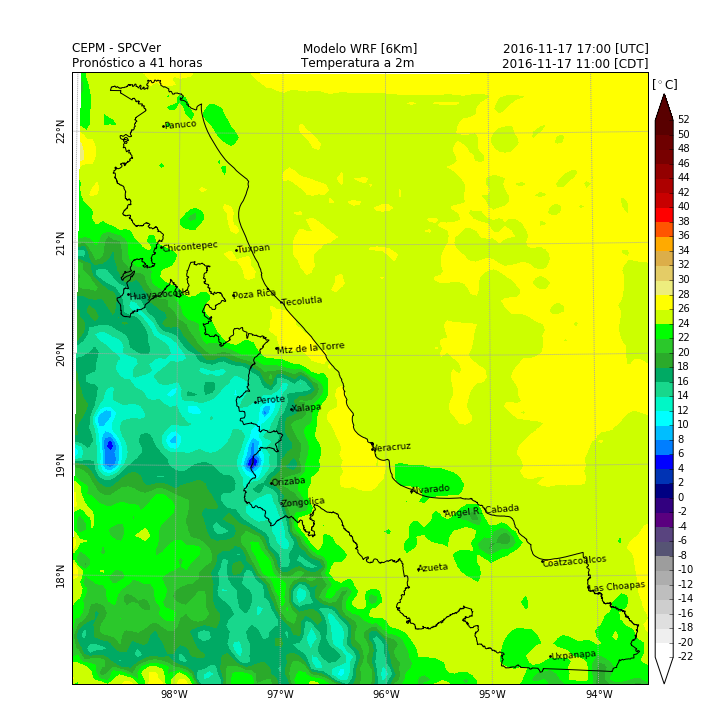 CEPM - SPCVer Modelo WRF [6Km] 2016-11-17 17:00 [UTC]
Pronóstico a 41 horas Temperatura a 2m 2016-11-17 11:00 [CDT]
[°C]
52
50
48
46
44
42
40
38
36
34
32
30
28
26
24
22
20
18
16
14
12
10
8
6
4
2
0
-2
-4
-6
-8
-10
-12
-14
-16
-18
-20
-22
22°N
21°N
20°N
19°N
18°N
Panuco
Chicontepec
Tuxpan
Huayacocotla
Poza Rica
Tecolutla
Mtz de la Torre
Perote
Xalapa
Veracruz
Orizaba
Alvarado
Zongolica
Angel R. Cabada
Azueta
Coatzacoalcos
Las Choapas
Uxpanapa
98°W 97°W 96°W 95°W 94°W